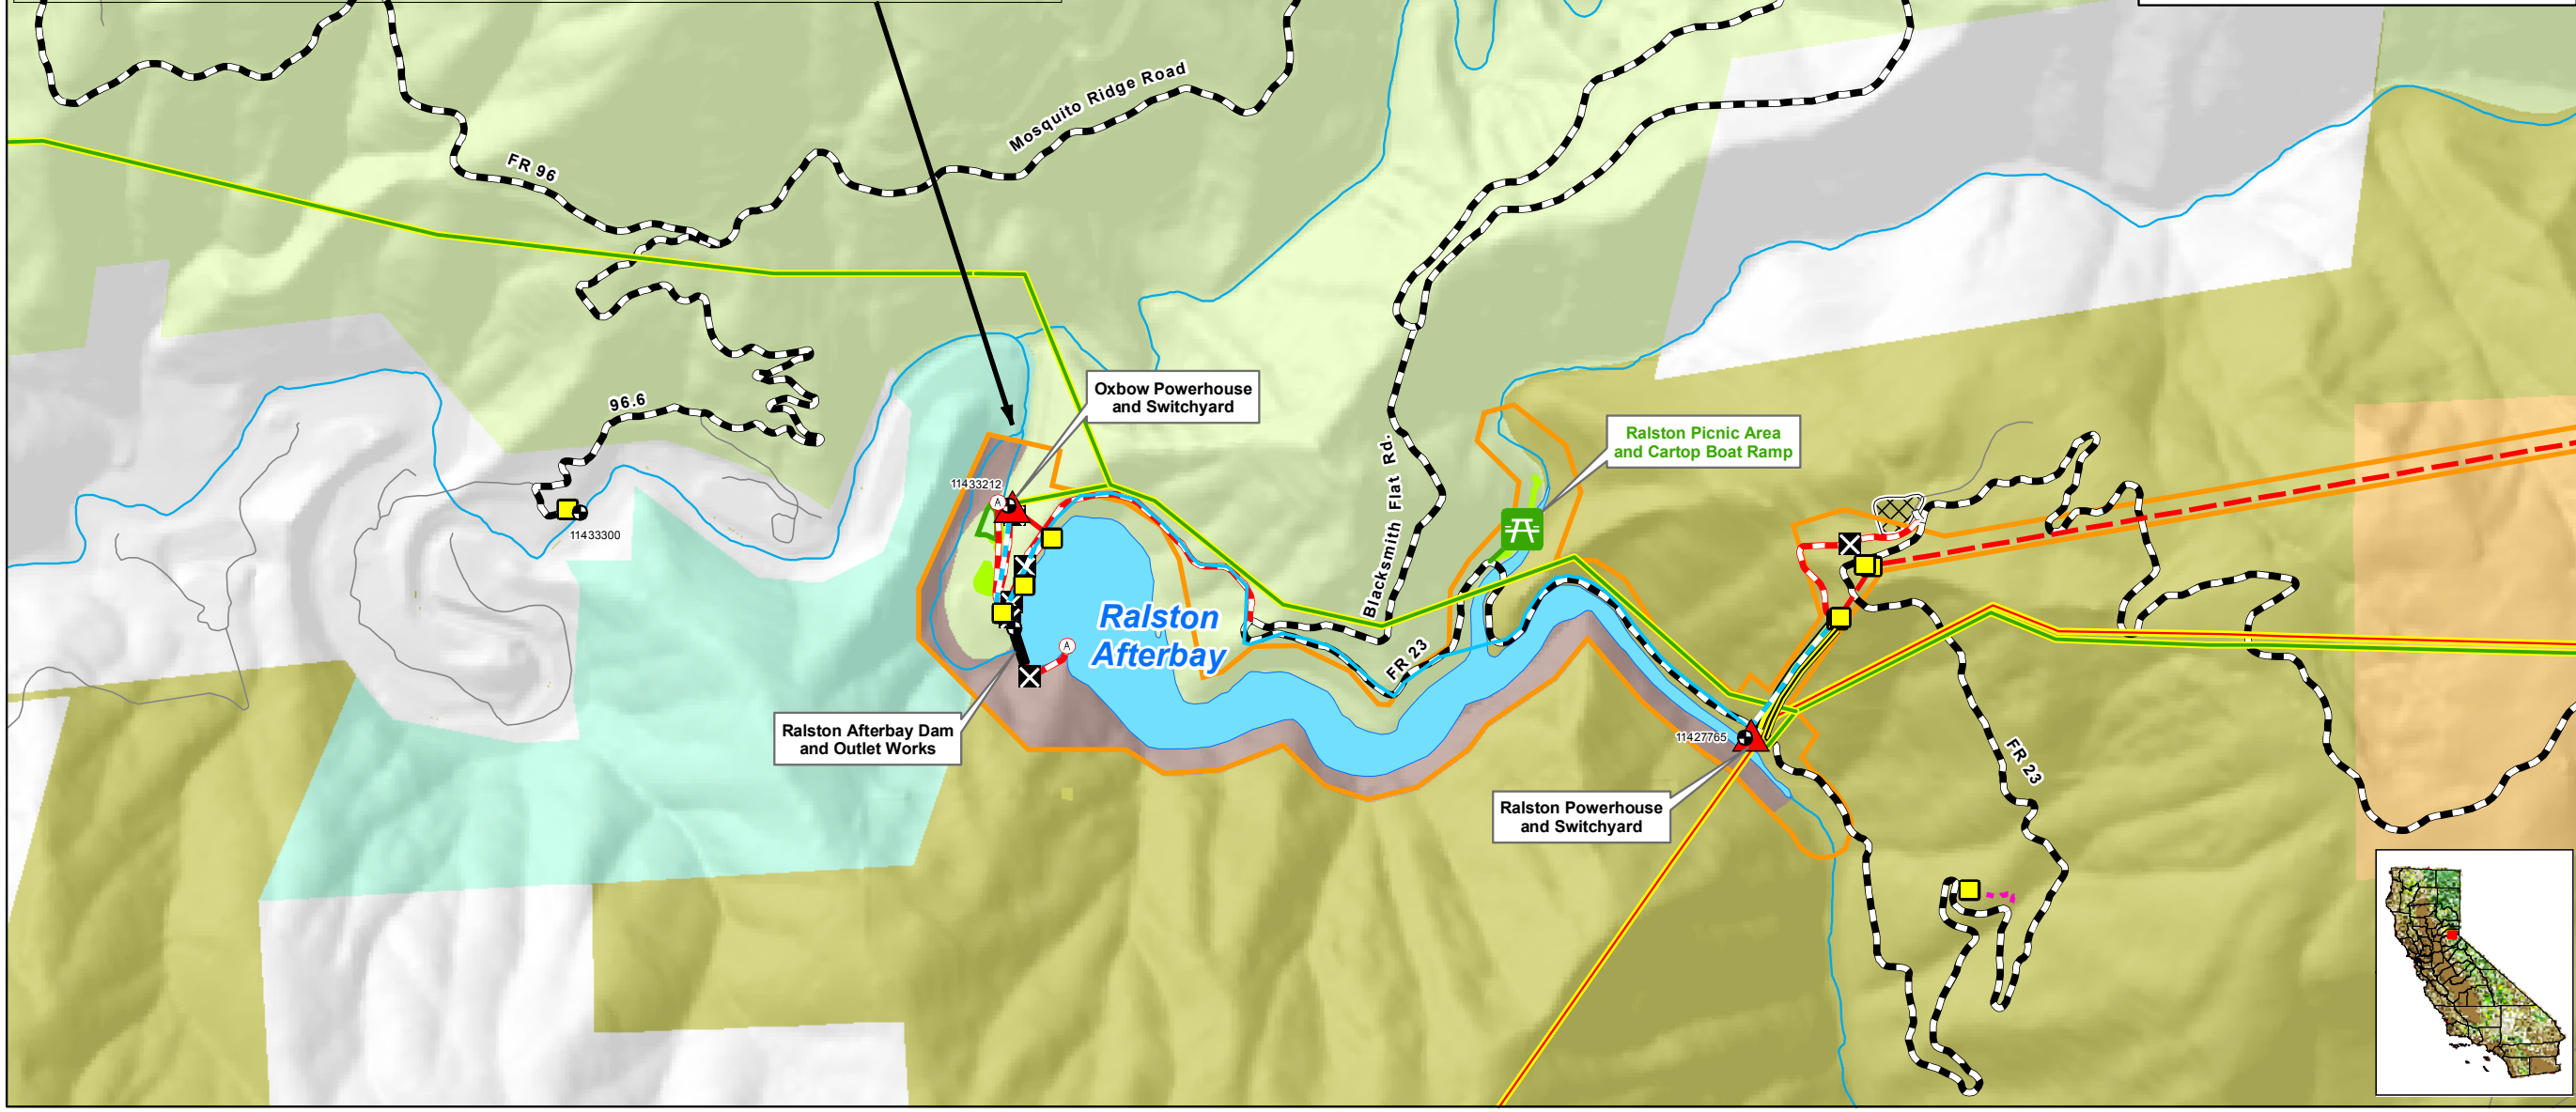 Mosquito Ridge Road
FR 96
96.6
Oxbow Powerhouse
and Switchyard
Ralston Picnic Area
and Cartop Boat Ramp
Blacksmith Flat Rd.
11433212
A
11433300
Ralston
Afterbay
A
FR 23
Ralston Afterbay Dam
and Outlet Works
11427765
FR 23
Ralston Powerhouse
and Switchyard